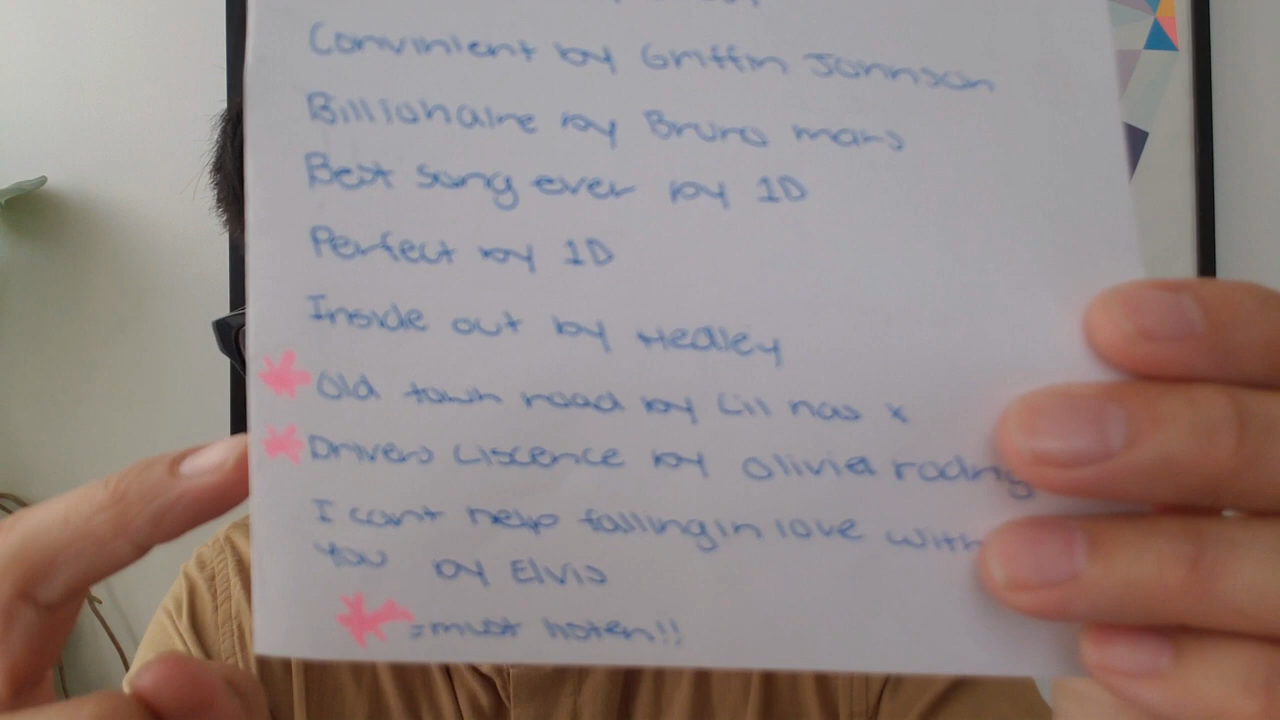 Convinient by Griffin Johnson
Billionaire by Bruno mars
Best song ever by 1D
Perfect by 1D
Inside out by Hedley
Old town road by Lil nas x
Drivers Liscence by Olivia rodrig
I cant help falling in love with
You by Elvis
= must listen!!